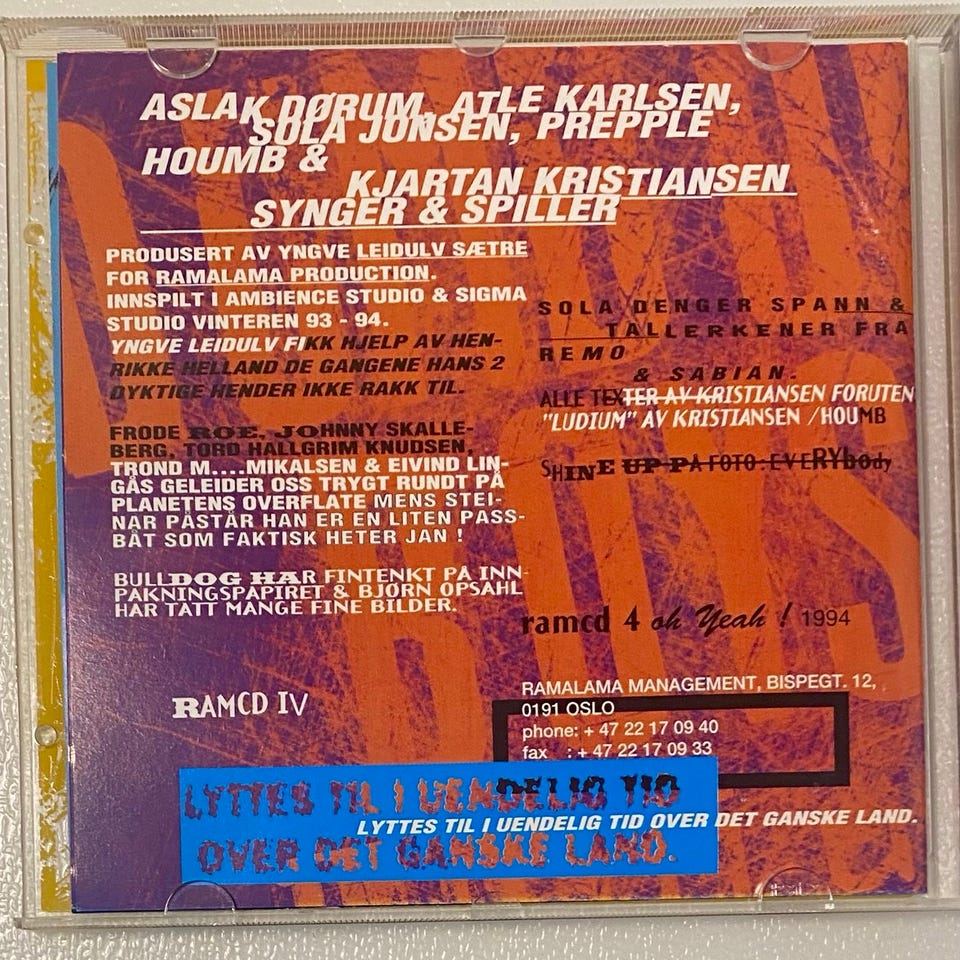 ASLAK DØRUM, ATLE KARLSEN,
SOLA JONSEN, PREPPLE
HOUMB &
KJARTAN KRISTIANSEN
SYNGER & SPILLER
PRODUSERT AV YNGVE LEIDULV SÆTRE
FOR RAMALAMA PRODUCTION.
INNSPILT I AMBIENCE STUDIO & SIGMA
STUDIO VINTEREN 93 - 94.
YNGVE LEIDULV FIKK HJELP AV HEN-
RIKKE HELLAND DE GANGENE HANS 2
DYKTIGE HENDER IKKE RAKK TIL.
FRODE ROE, JOHNNY SKALLE-
BERG, TORD HALLGRIM KNUDSEN,
TROND M....MIKALSEN & EIVIND LIN-
GÅS GELEIDER OSS TRYGT RUNDT PÅ
PLANETENS OVERFLATE MENS STEI-
NAR PÅSTÅR HAN ER EN LITEN PASS-
BÅT SOM FAKTISK HETER JAN !
BULLDOG HAR FINTENKT PÅ INN-
PAKNINGSPAPIRET & BJØRN OPSAHL
HAR TATT MANGE FINE BILDER.
RAMCD IV
SOLA DENGER SPANN &
TALLERKENER FRA
REMO
& SABIAN.
ALLE TEXTER AV KRISTIANSEN FORUTEN
"LUDIUM" AV KRISTIANSEN /HOUMB
SHINE UP PÅ FOTO: EVERYbody
ramcd 4 oh Yeah ! 1994
RAMALAMA MANAGEMENT, BISPEGT. 12,
0191 OSLO
phone: + 47 22 17 09 40
fax : + 47 22 17 09 33
LYTTES TIL I UENDELIG TID
LYTTES TIL I UENDELIG TID OVER DET GANSKE LAND.
OVER DET GANSKE LAND.